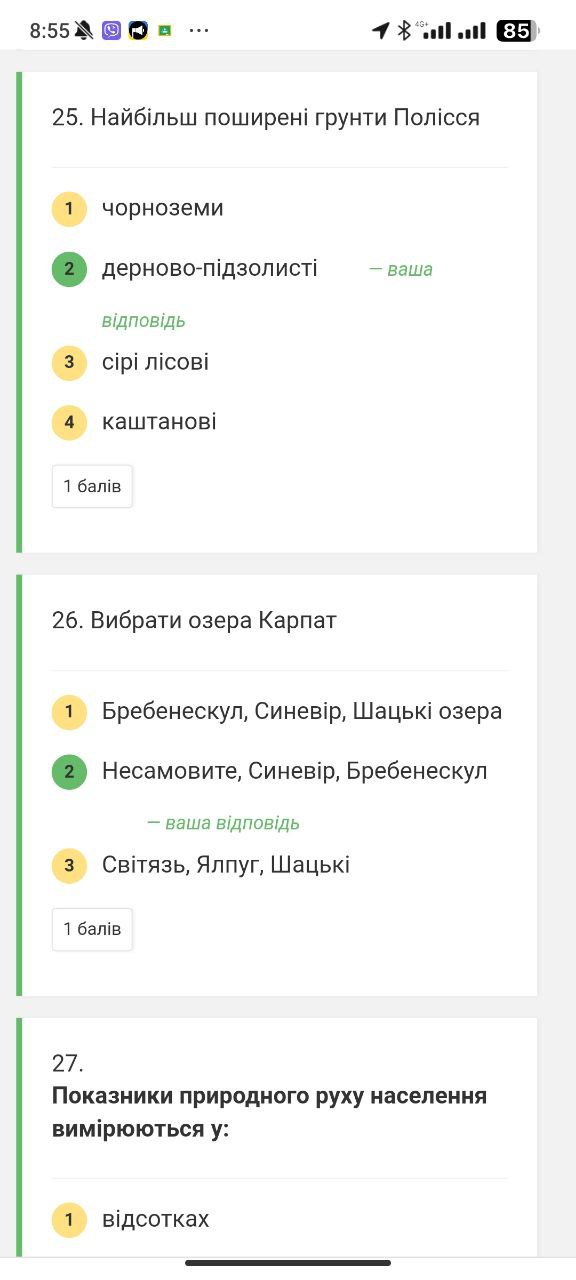 8:55
4G+
85
25. Найбільш поширені грунти Полісся
1 чорноземи
2 дерново-підзолисті — ваша
відповідь
3 сірі лісові
4 каштанові
1 балів
26. Вибрати озера Карпат
1 Бребенескул, Синевір, Шацькі озера
2 Несамовите, Синевір, Бребенескул
— ваша відповідь
3 Світязь, Ялпуг, Шацькі
1 балів
27.
Показники природного руху населення
вимірюються у:
1 відсотках